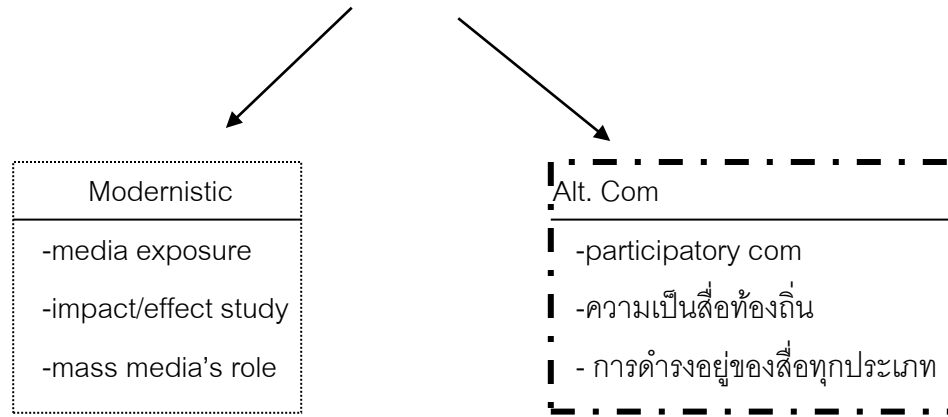 Modernistic
-media exposure
-impact/effect study
-mass media's role
Alt. Com
-participatory com
-ความเป็นสื่อท้องถิ่น
- การดำรงอยู่ของสื่อทุกประเภท